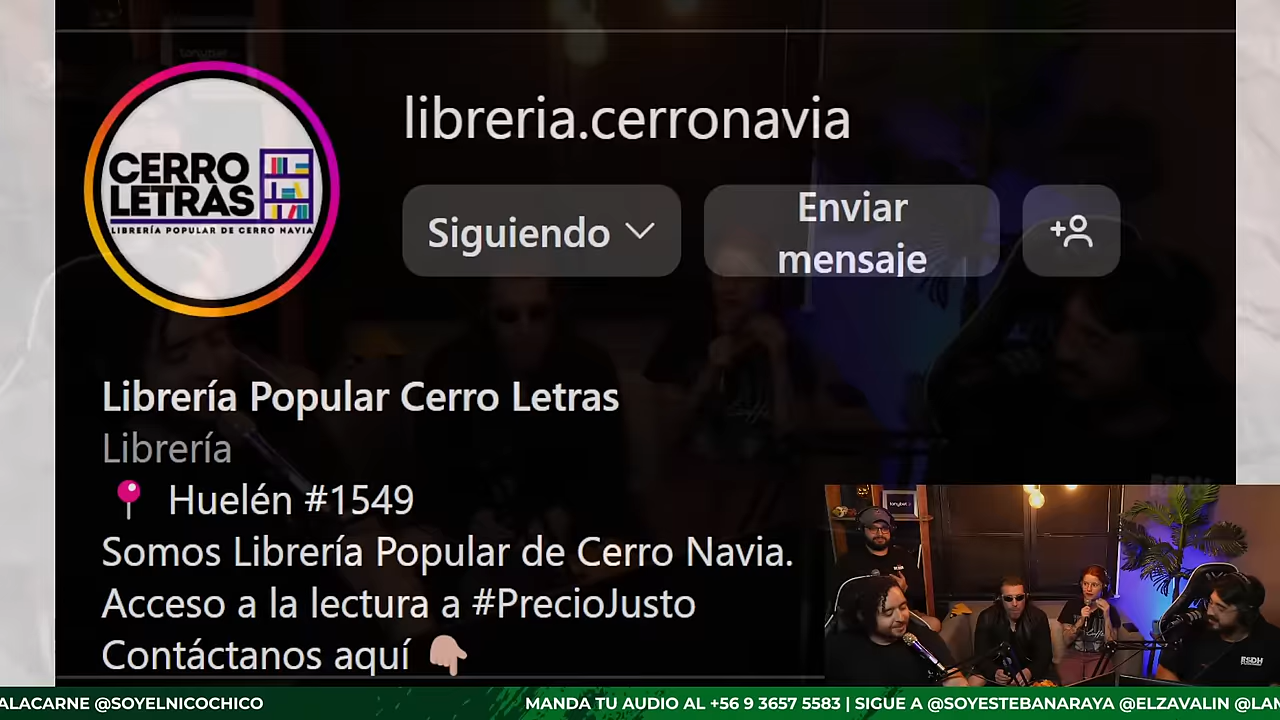 libreria.cerronavia
CERRO
LETRAS
LIBRERÍA POPULAR DE CERRO NAVIA
Siguiendo
Enviar
mensaje
Librería Popular Cerro Letras
Librería
Huelén #1549
Somos Librería Popular de Cerro Navia.
Acceso a la lectura a #PrecioJusto
Contáctanos aquí
RSDH
ALACARNE @SOYELNICOCHICO
MANDA TU AUDIO AL +56 9 3657 5583 | SIGUE A @SOYESTEBANARAYA @ELZAVALIN @LAN